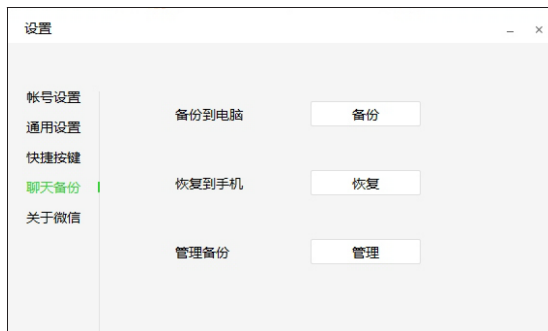 设置
帐号设置
通用设置
快捷按键
聊天备份
关于微信
备份到电脑 备份
恢复到手机 恢复
管理备份 管理